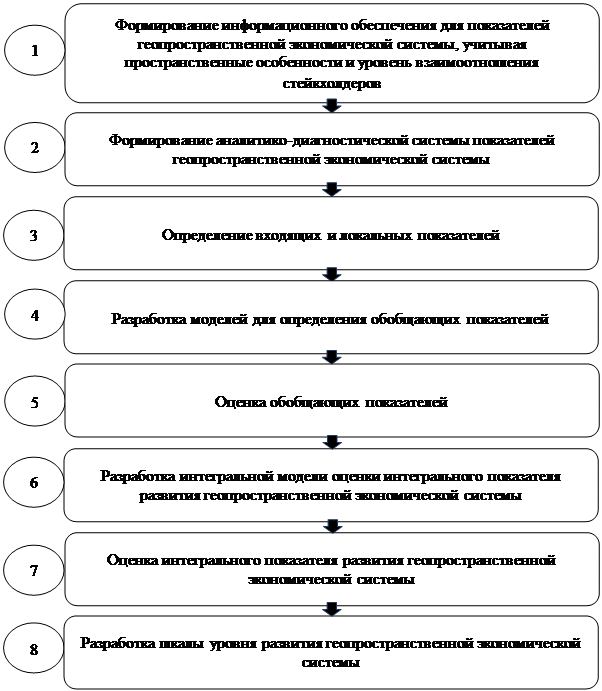 1
Формирование информационного обеспечения для показателей
геопространственной экономической системы, учитывая
пространственные особенности и уровень взаимоотношения
стейкхолдеров
2
Формирование аналитико-диагностической системы показателей
геопространственной экономической системы
3
Определение входящих и локальных показателей
4
Разработка моделей для определения обобщающих показателей
5
Оценка обобщающих показателей
6
Разработка интегральной модели оценки интегрального показателя
развития геопространственной экономической системы
7
Оценка интегрального показателя развития геопространственной
экономической системы
8
Разработка шкалы уровня развития геопространственной экономической
системы